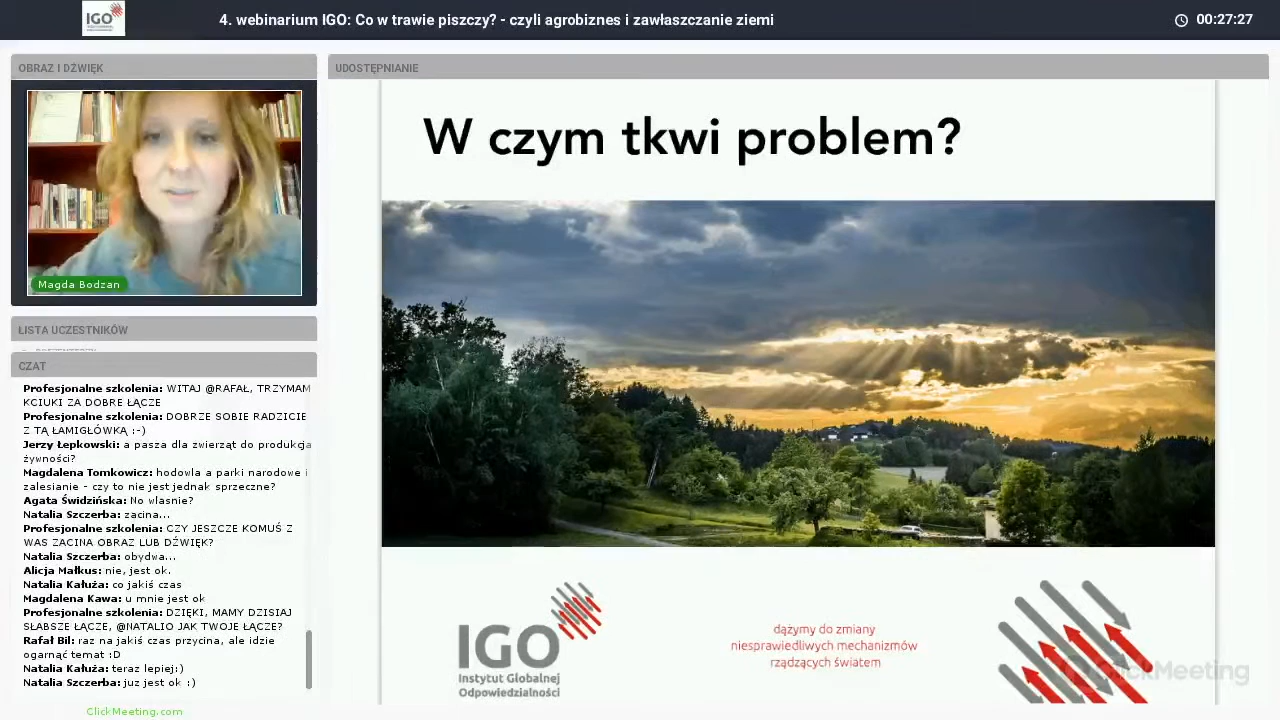 IGO
4. webinarium IGO: Co w trawie piszczy? - czyli agrobiznes i zawłaszczanie ziemi
00:27:27
OBRAZ I DŹWIĘK
Magda Bodzan
LISTA UCZESTNIKÓW
CZAT
Profesjonalne szkolenia: WITAJ @RAFAŁ, TRZYMAM
KCIUKI ZA DOBRE ŁĄCZE
Profesjonalne szkolenia: DOBRZE SOBIE RADZICIE
Z TĄ ŁAMIGŁÓWKĄ :-)
Jerzy Łepkowski: a pasza dla zwierząt do produkcja
żywności?
Magdalena Tomkowicz: hodowla a parki narodowe i
zalesianie - czy to nie jest jednak sprzeczne?
Agata Świdzińska: No wlasnie?
Natalia Szczerba: zacina...
Profesjonalne szkolenia: CZY JESZCZE KOMUŚ Z
WAS ZACINA OBRAZ LUB DŹWIĘK?
Natalia Szczerba: obydwa...
Alicja Małkus: nie, jest ok.
Natalia Kałuża: co jakiś czas
Magdalena Kawa: u mnie jest ok
Profesjonalne szkolenia: DZIĘKI, MAMY DZISIAJ
SŁABSZE ŁĄCZE, @NATALIO JAK TWOJE ŁĄCZE?
Rafał Bil: raz na jakiś czas przycina, ale idzie
ogarnąć temat :D
Natalia Kałuża: teraz lepiej:)
Natalia Szczerba: juz jest ok :)
ClickMeeting.com
UDOSTĘPNIANIE
W czym tkwi problem?
IGO
Instytut Globalnej
Odpowiedzialności
dążymy do zmiany
niesprawiedliwych mechanizmów
rządzących światem
ClickMeeting